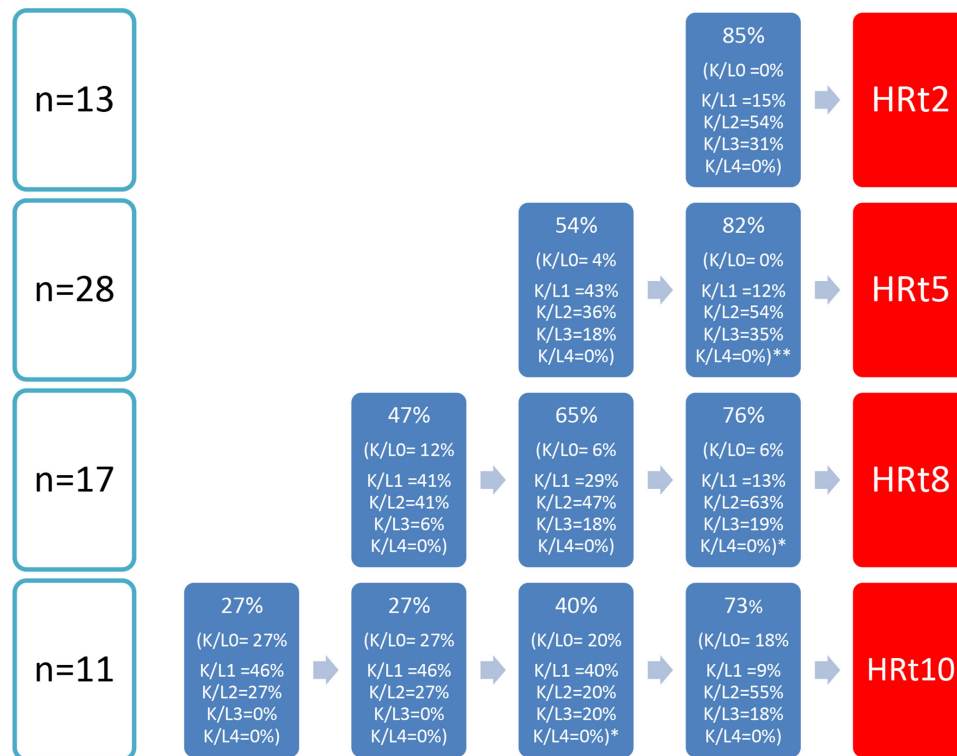 n=13
85%
(K/L0 =0%
K/L1 =15%
K/L2=54%
K/L3=31%
K/L4=0%)
HRt2
n=28
54%
(K/L0= 4%
K/L1 =43%
K/L2=36%
K/L3=18%
K/L4=0%)
82%
(K/L0= 0%
K/L1 =12%
K/L2=54%
K/L3=35%
K/L4=0%)**
HRt5
n=17
47%
(K/L0= 12%
K/L1 =41%
K/L2=41%
K/L3=6%
K/L4=0%)
65%
(K/L0= 6%
K/L1 =29%
K/L2=47%
K/L3=18%
K/L4=0%)
76%
(K/L0= 6%
K/L1 =13%
K/L2=63%
K/L3=19%
K/L4=0%)*
HRt8
n=11
27%
(K/L0= 27%
K/L1 =46%
K/L2=27%
K/L3=0%
K/L4=0%)
27%
(K/L0= 27%
K/L1 =46%
K/L2=27%
K/L3=0%
K/L4=0%)
40%
(K/L0= 20%
K/L1 =40%
K/L2=20%
K/L3=20%
K/L4=0%)*
73%
(K/L0= 18%
K/L1 =9%
K/L2=55%
K/L3=18%
K/L4=0%)
HRt10